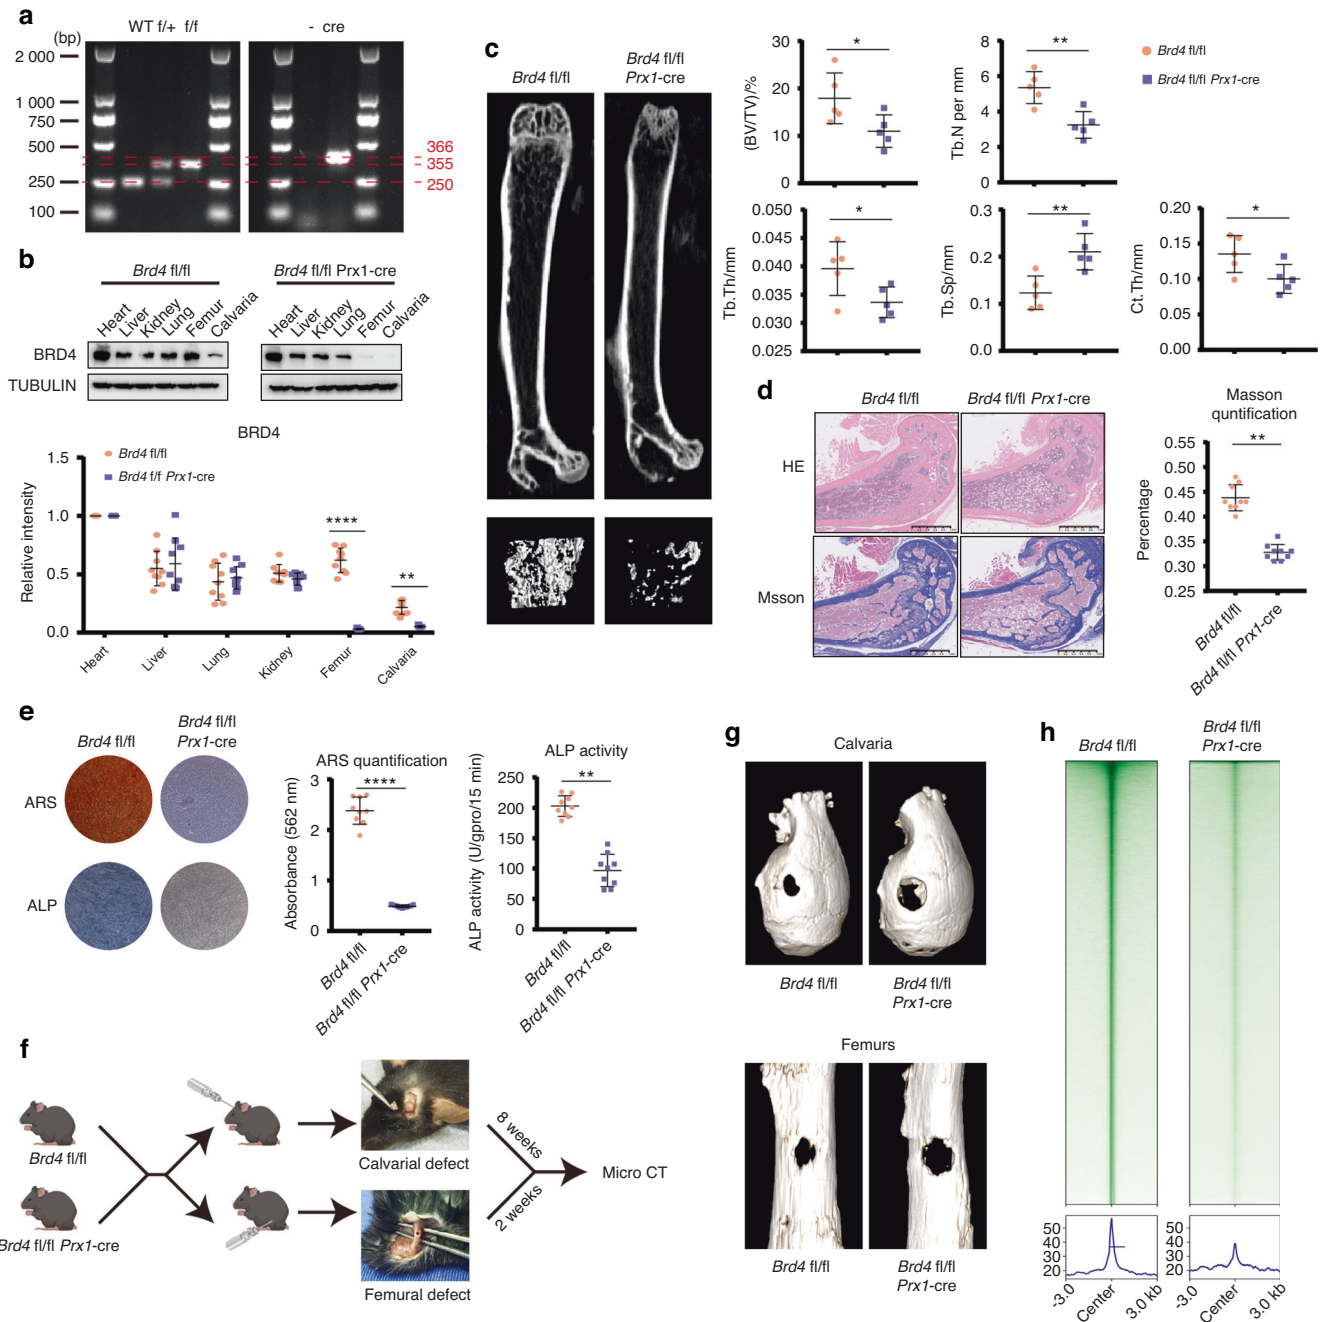 a
(bp)
WT f/+ f/f
- cre
2 000
1 000
750
500
250
100
366
355
250
b
Brd4 fl/fl
Brd4 fl/fl Prx1-cre
Heart Liver Kidney Lung Femur Calvaria
Heart Liver Kidney Lung Femur Calvaria
BRD4
TUBULIN
BRD4
Brd4 fl/fl
Brd4 f/f Prx1-cre
Relative intensity
1.5
1.0
0.5
0.0
****
**
Heart Liver Lung Kidney Femur Calvaria
c
Brd4 fl/fl
Brd4 fl/fl
Prx1-cre
(BV/TV)/%
30
20
10
0
*
Tb.N per mm
8
6
4
2
0
**
Brd4 fl/fl
Brd4 fl/fl Prx1-cre
Tb.Th/mm
0.050
0.045
0.040
0.035
0.030
0.025
*
Tb.Sp/mm
0.3
0.2
0.1
0.0
**
Ct.Th/mm
0.20
0.15
0.10
0.05
0.00
*
d
Brd4 fl/fl
Brd4 fl/fl Prx1-cre
HE
Msson
Masson
quntification
Percentage
0.55
0.50
0.45
0.40
0.35
0.30
0.25
**
Brd4 fl/fl
Brd4 fl/fl Prx1-cre
e
Brd4 fl/fl
Brd4 fl/fl
Prx1-cre
ARS
ALP
ARS quantification
Absorbance (562 nm)
3
2
1
0
****
Brd4 fl/fl
Brd4 fl/fl Prx1-cre
ALP activity
ALP activity (U/gpro/15 min)
250
200
150
100
50
0
**
Brd4 fl/fl
Brd4 fl/fl Prx1-cre
f
Brd4 fl/fl
Brd4 fl/fl Prx1-cre
Calvarial defect
Femural defect
8 weeks
2 weeks
Micro CT
g
Calvaria
Brd4 fl/fl
Brd4 fl/fl
Prx1-cre
Femurs
Brd4 fl/fl
Brd4 fl/fl
Prx1-cre
h
Brd4 fl/fl
Brd4 fl/fl
Prx1-cre
50
40
30
20
-3.0 Center 3.0 kb
50
40
30
20
-3.0 Center 3.0 kb